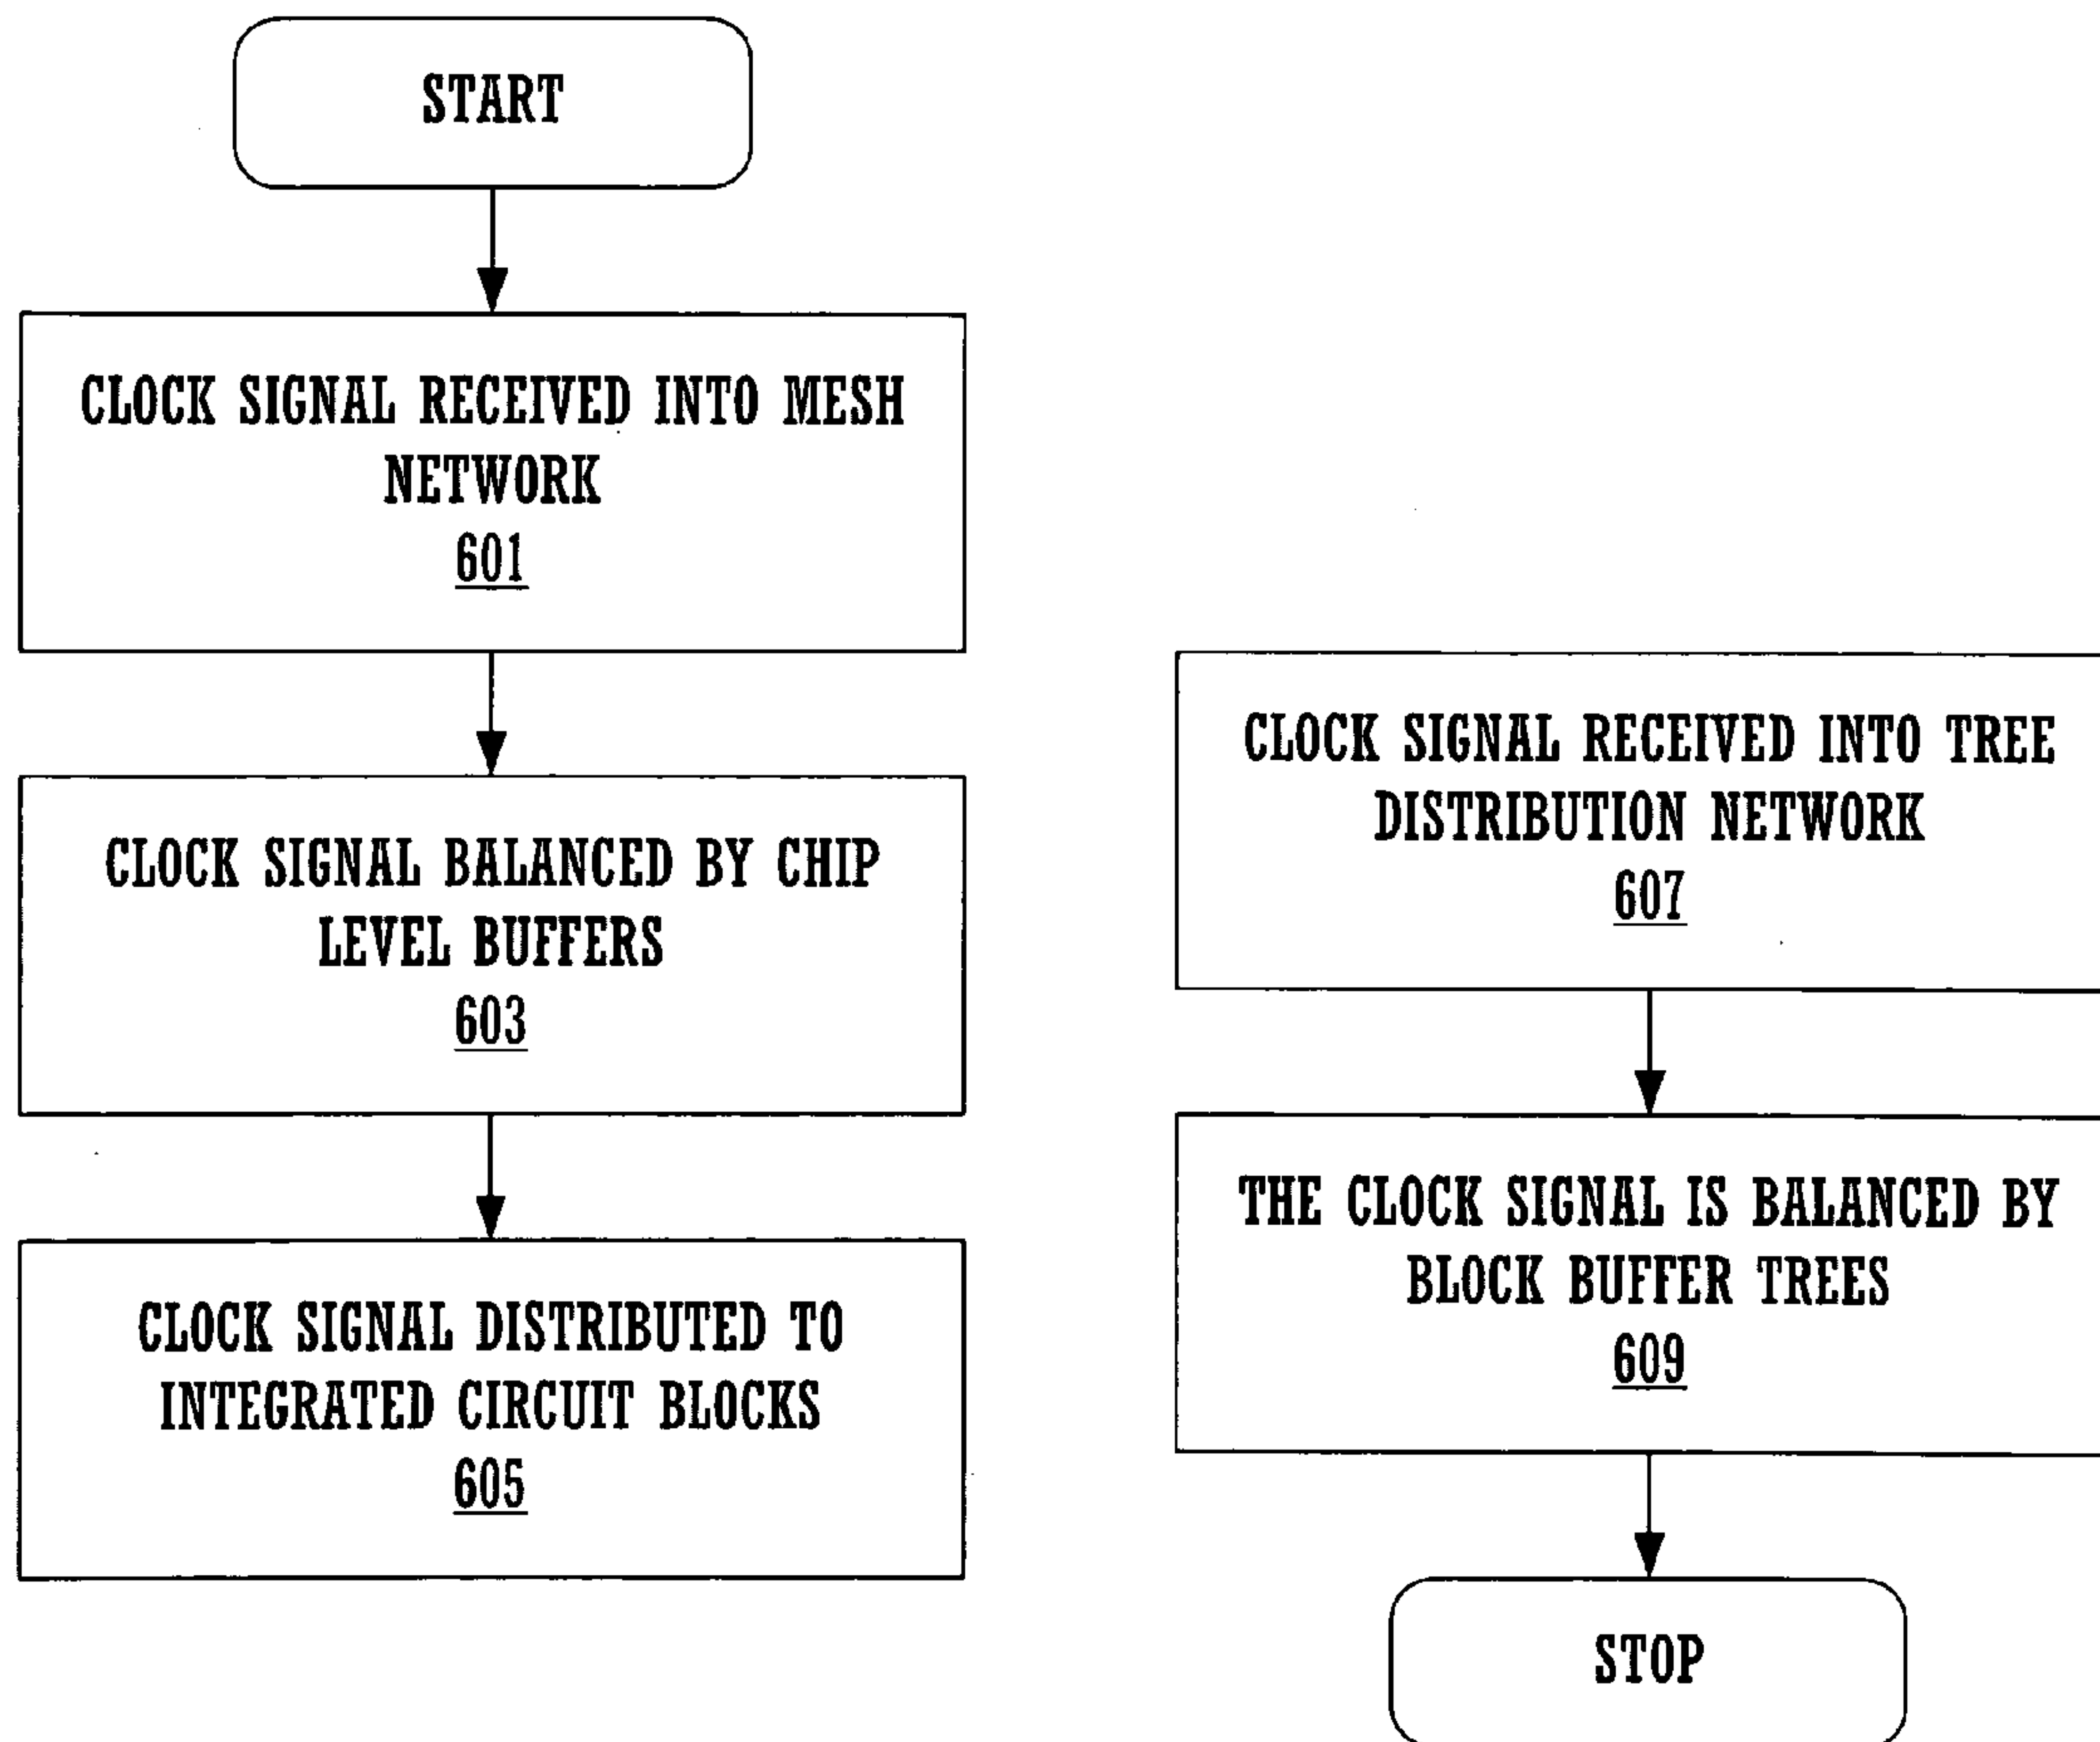 START
CLOCK SIGNAL RECEIVED INTO MESH
NETWORK
601
CLOCK SIGNAL BALANCED BY CHIP
LEVEL BUFFERS
603
CLOCK SIGNAL DISTRIBUTED TO
INTEGRATED CIRCUIT BLOCKS
605
CLOCK SIGNAL RECEIVED INTO TREE
DISTRIBUTION NETWORK
607
THE CLOCK SIGNAL IS BALANCED BY
BLOCK BUFFER TREES
609
STOP